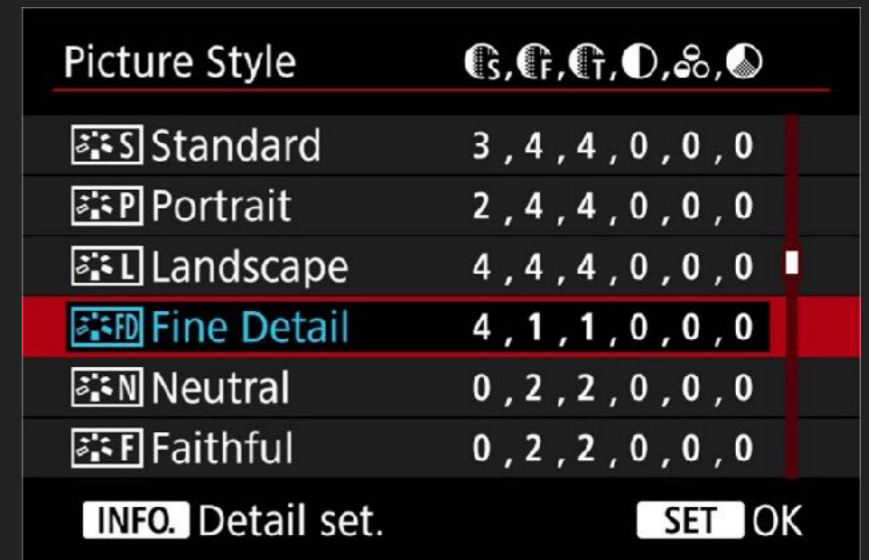 Picture Style S, F, T, , ,
S Standard 3 , 4 , 4 , 0 , 0 , 0
P Portrait 2 , 4 , 4 , 0 , 0 , 0
L Landscape 4 , 4 , 4 , 0 , 0 , 0
FD Fine Detail 4 , 1 , 1 , 0 , 0 , 0
N Neutral 0 , 2 , 2 , 0 , 0 , 0
F Faithful 0 , 2 , 2 , 0 , 0 , 0
INFO. Detail set. SET OK